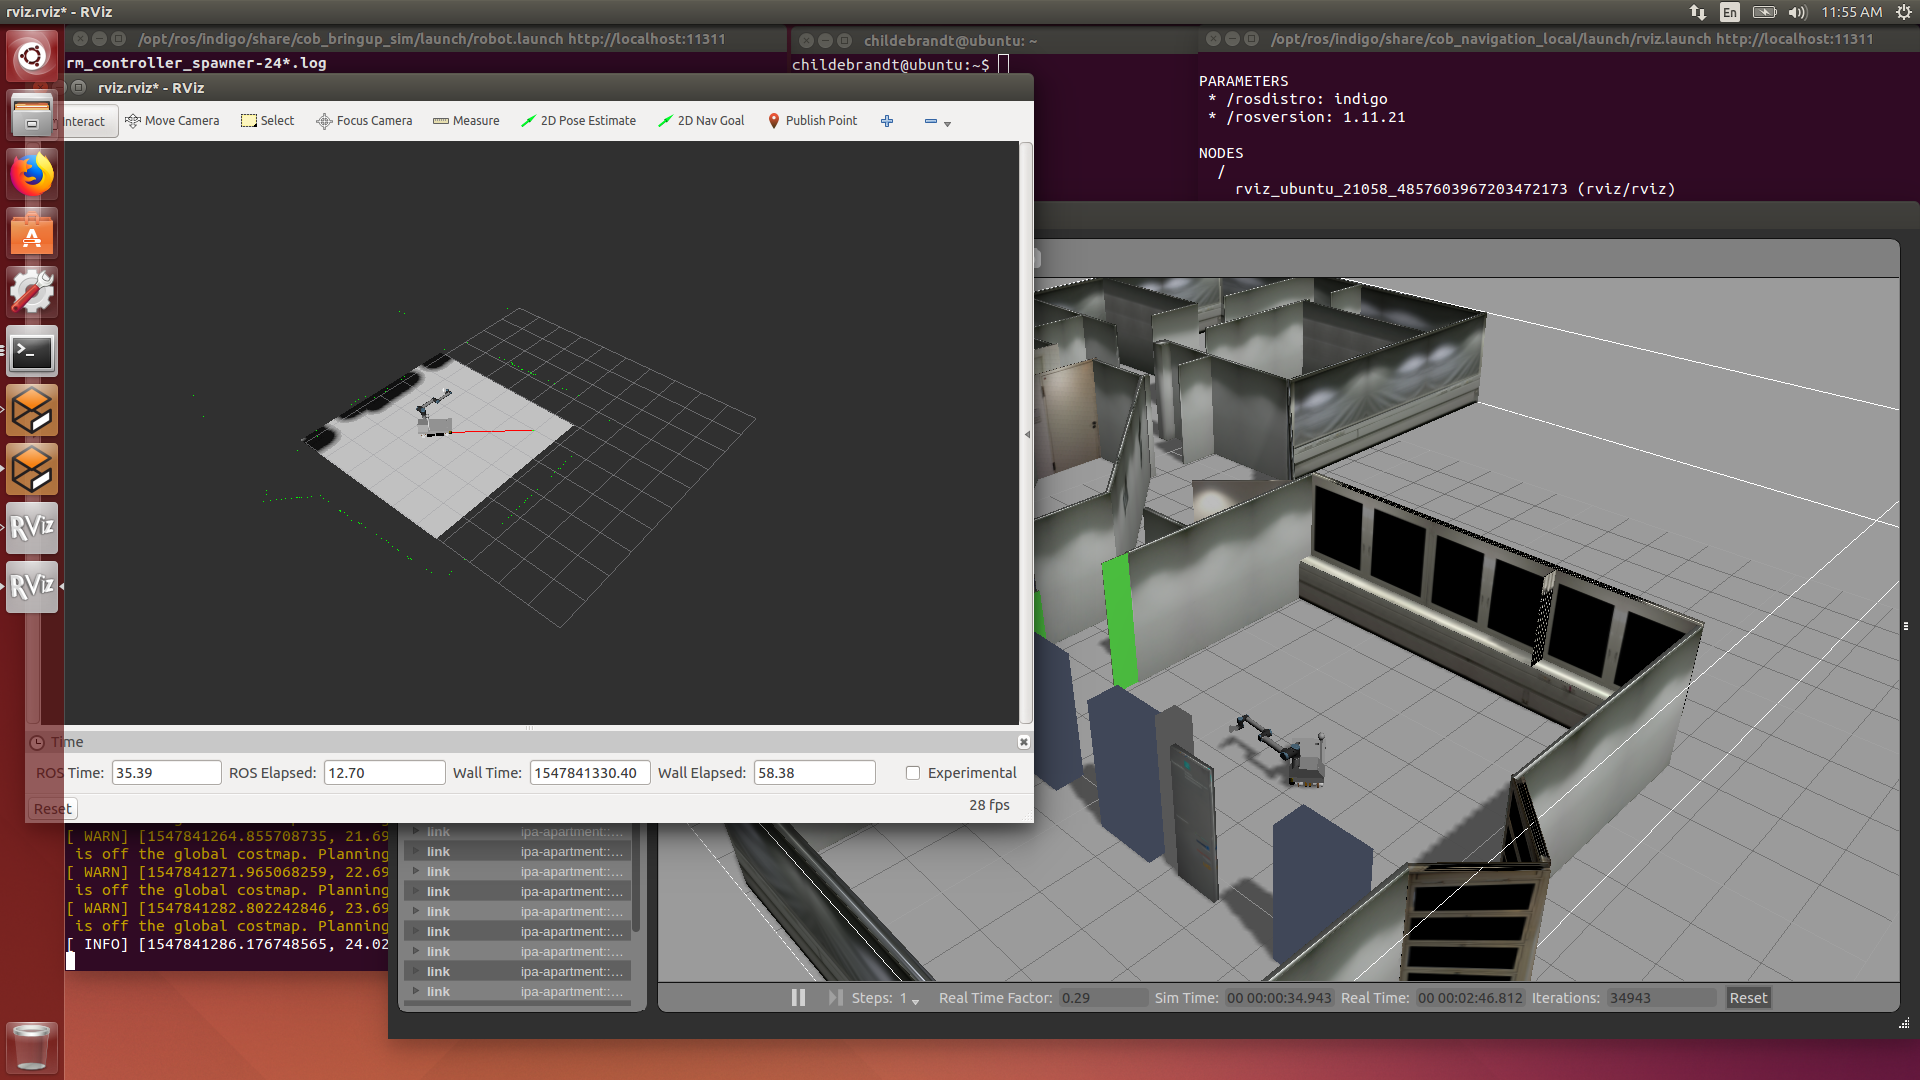 rviz.rviz* - RViz
En
11:55 AM
/opt/ros/indigo/share/cob_bringup_sim/launch/robot.launch http://localhost:11311
childebrandt@ubuntu: ~
/opt/ros/indigo/share/cob_navigation_local/launch/rviz.launch http://localhost:11311
rm_controller_spawner-24*.log
childebrandt@ubuntu:~$
PARAMETERS
* /rosdistro: indigo
* /rosversion: 1.11.21
NODES
/
rviz_ubuntu_21058_4857603967203472173 (rviz/rviz)
rviz.rviz* - RViz
Interact
Move Camera
Select
Focus Camera
Measure
2D Pose Estimate
2D Nav Goal
Publish Point
RViz
RViz
Time
ROS Time: 35.39 ROS Elapsed: 12.70 Wall Time: 1547841330.40 Wall Elapsed: 58.38 Experimental
Reset
28 fps
[ WARN] [1547841264.855708735, 21.69
is off the global costmap. Planning
[ WARN] [1547841271.965068259, 22.69
is off the global costmap. Planning
[ WARN] [1547841282.802242846, 23.69
is off the global costmap. Planning
[ INFO] [1547841286.176748565, 24.02
link ipa-apartment::...
link ipa-apartment::...
link ipa-apartment::...
link ipa-apartment::...
link ipa-apartment::...
link ipa-apartment::...
link ipa-apartment::...
link ipa-apartment::...
link ipa-apartment::...
Steps: 1 Real Time Factor: 0.29 Sim Time: 00 00:00:34.943 Real Time: 00 00:02:46.812 Iterations: 34943 Reset